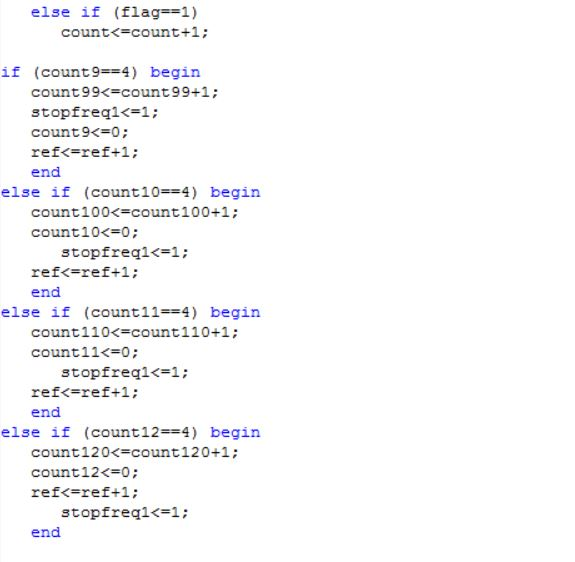 else if (flag==1)
count<=count+1;
if (count9==4) begin
count99<=count99+1;
stopfreq1<=1;
count9<=0;
ref<=ref+1;
end
else if (count10==4) begin
count100<=count100+1;
count10<=0;
stopfreq1<=1;
ref<=ref+1;
end
else if (count11==4) begin
count110<=count110+1;
count11<=0;
stopfreq1<=1;
ref<=ref+1;
end
else if (count12==4) begin
count120<=count120+1;
count12<=0;
ref<=ref+1;
stopfreq1<=1;
end